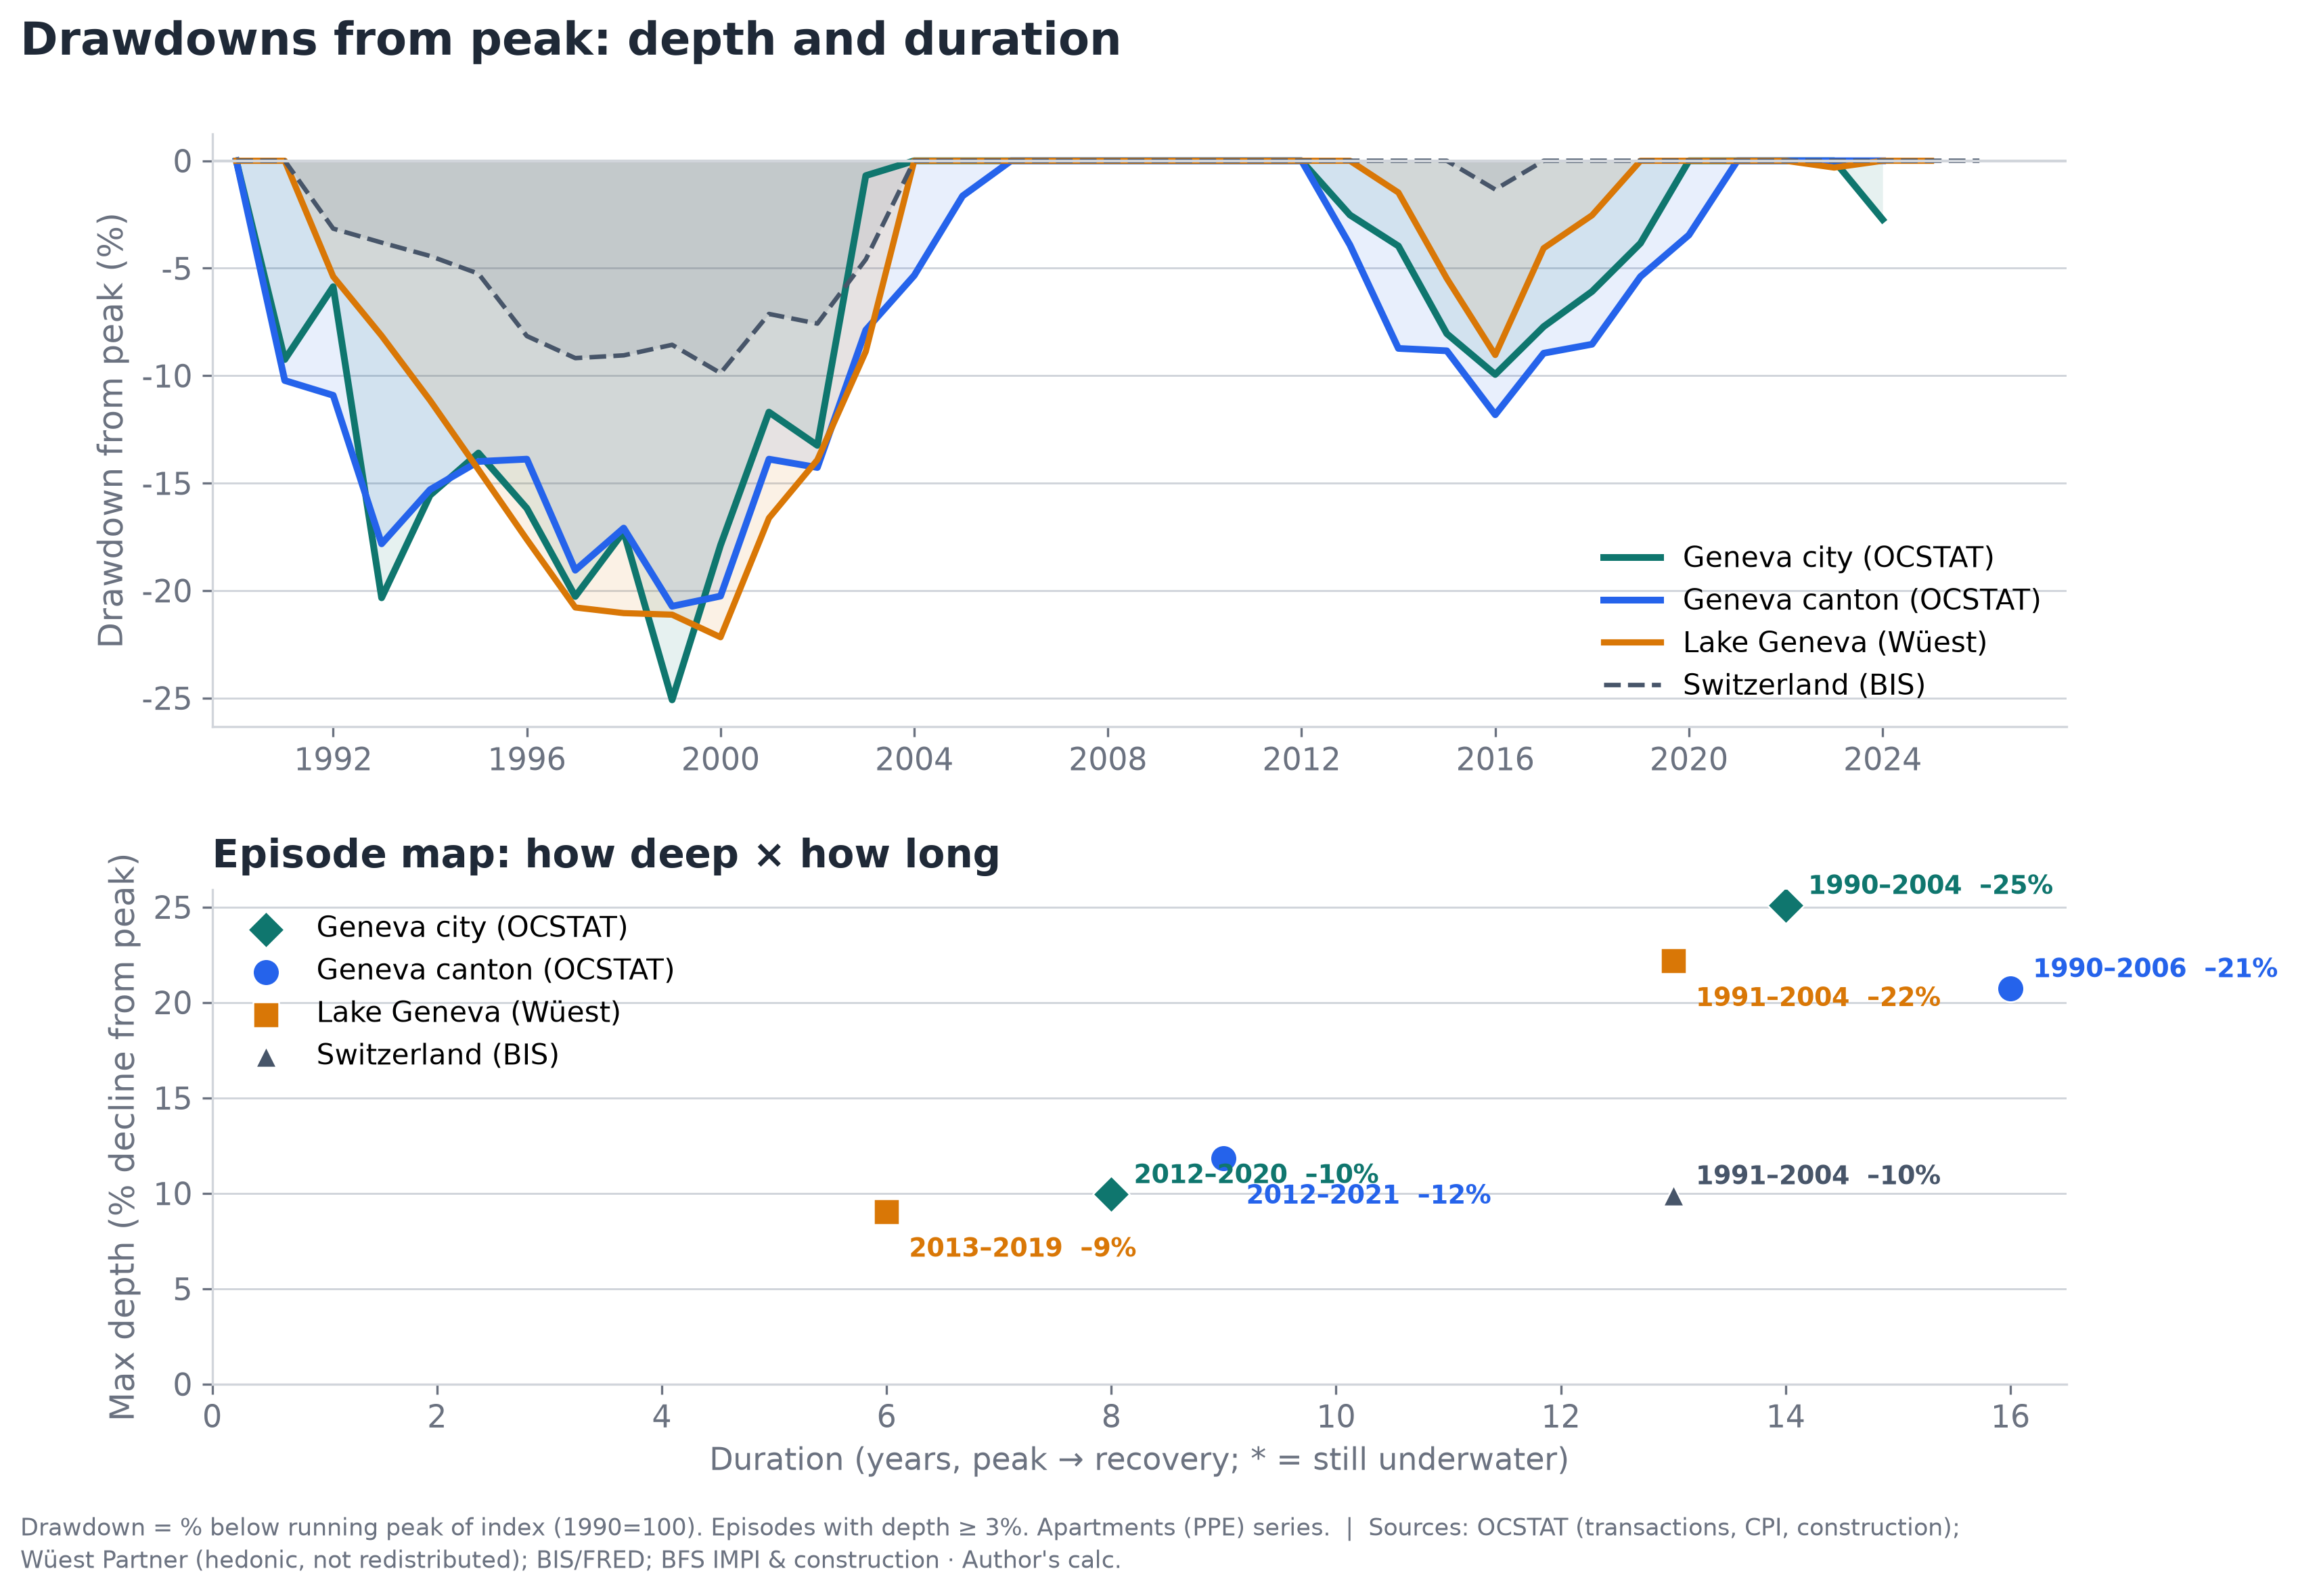 Drawdowns from peak: depth and duration
Drawdown from peak (%)
0
-5
-10
-15
-20
-25
Geneva city (OCSTAT)
Geneva canton (OCSTAT)
Lake Geneva (Wüest)
Switzerland (BIS)
1992 1996 2000 2004 2008 2012 2016 2020 2024
Episode map: how deep × how long
Max depth (% decline from peak)
25
20
15
10
5
0
Geneva city (OCSTAT)
Geneva canton (OCSTAT)
Lake Geneva (Wüest)
Switzerland (BIS)
1990–2004 –25%
1990–2006 –21%
1991–2004 –22%
2012–2020 –10%
1991–2004 –10%
2012–2021 –12%
2013–2019 –9%
0 2 4 6 8 10 12 14 16
Duration (years, peak → recovery; * = still underwater)
Drawdown = % below running peak of index (1990=100). Episodes with depth ≥ 3%. Apartments (PPE) series. | Sources: OCSTAT (transactions, CPI, construction);
Wüest Partner (hedonic, not redistributed); BIS/FRED; BFS IMPI & construction · Author's calc.